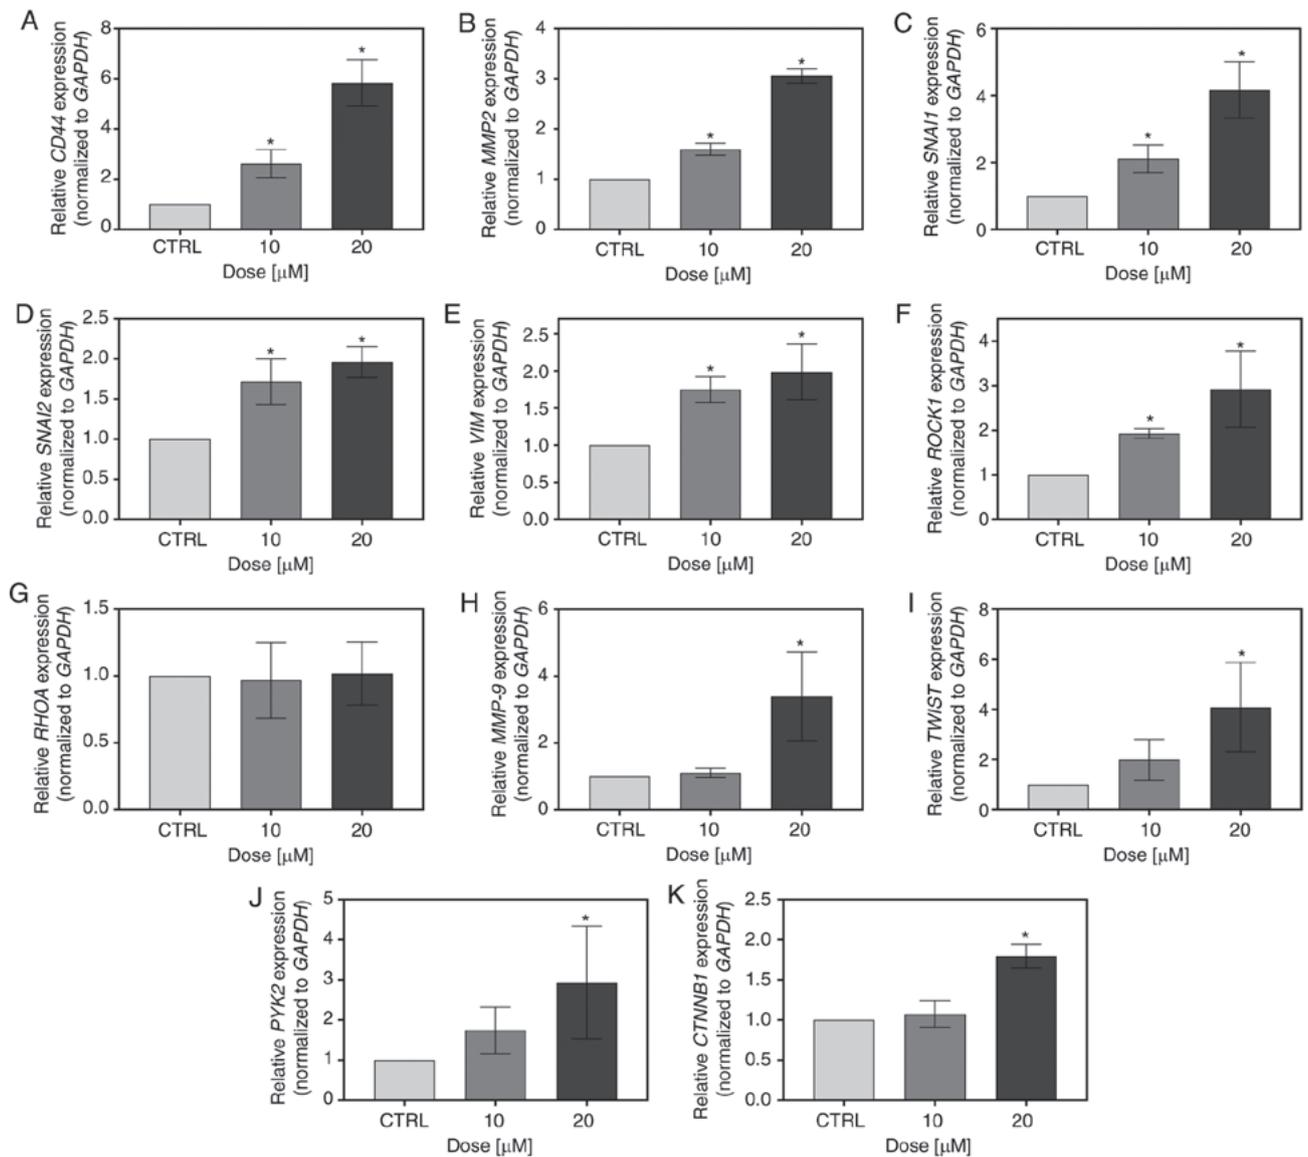 A
Relative CD44 expression
(normalized to GAPDH)
8
6
4
2
0
*
*
CTRL 10 20
Dose [µM]
B
Relative MMP2 expression
(normalized to GAPDH)
4
3
2
1
0
*
*
CTRL 10 20
Dose [µM]
C
Relative SNAI1 expression
(normalized to GAPDH)
6
4
2
0
*
*
CTRL 10 20
Dose [µM]
D
Relative SNAI2 expression
(normalized to GAPDH)
2.5
2.0
1.5
1.0
0.5
0.0
*
*
CTRL 10 20
Dose [µM]
E
Relative VIM expression
(normalized to GAPDH)
2.5
2.0
1.5
1.0
0.5
0.0
*
*
CTRL 10 20
Dose [µM]
F
Relative ROCK1 expression
(normalized to GAPDH)
4
3
2
1
0
*
*
CTRL 10 20
Dose [µM]
G
Relative RHOA expression
(normalized to GAPDH)
1.5
1.0
0.5
0.0
CTRL 10 20
Dose [µM]
H
Relative MMP-9 expression
(normalized to GAPDH)
6
4
2
0
*
CTRL 10 20
Dose [µM]
I
Relative TWIST expression
(normalized to GAPDH)
8
6
4
2
0
*
CTRL 10 20
Dose [µM]
J
Relative PYK2 expression
(normalized to GAPDH)
5
4
3
2
1
0
*
CTRL 10 20
Dose [µM]
K
Relative CTNNB1 expression
(normalized to GAPDH)
2.5
2.0
1.5
1.0
0.5
0.0
*
CTRL 10 20
Dose [µM]